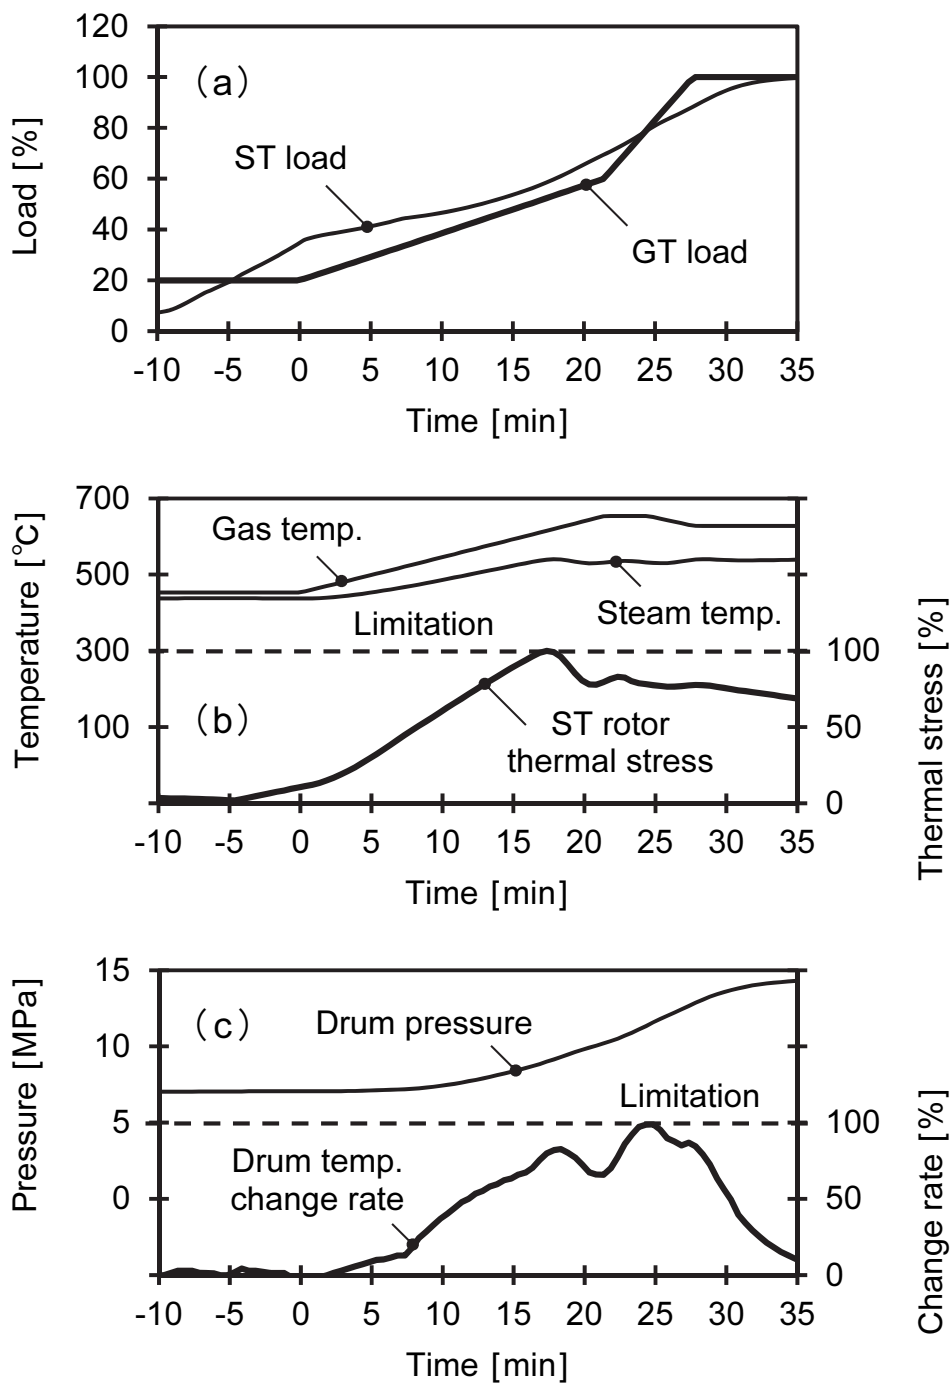 120
100
80
60
40
20
0
Load [%]
（a）
ST load
GT load
-10 -5 0 5 10 15 20 25 30 35
Time [min]
700
500
300
100
Temperature [℃]
Gas temp.
Steam temp.
Limitation
（b）
ST rotor
thermal stress
100
50
0
Thermal stress [%]
-10 -5 0 5 10 15 20 25 30 35
Time [min]
15
10
5
0
Pressure [MPa]
（c）
Drum pressure
Limitation
Drum temp.
change rate
100
50
0
Change rate [%]
-10 -5 0 5 10 15 20 25 30 35
Time [min]